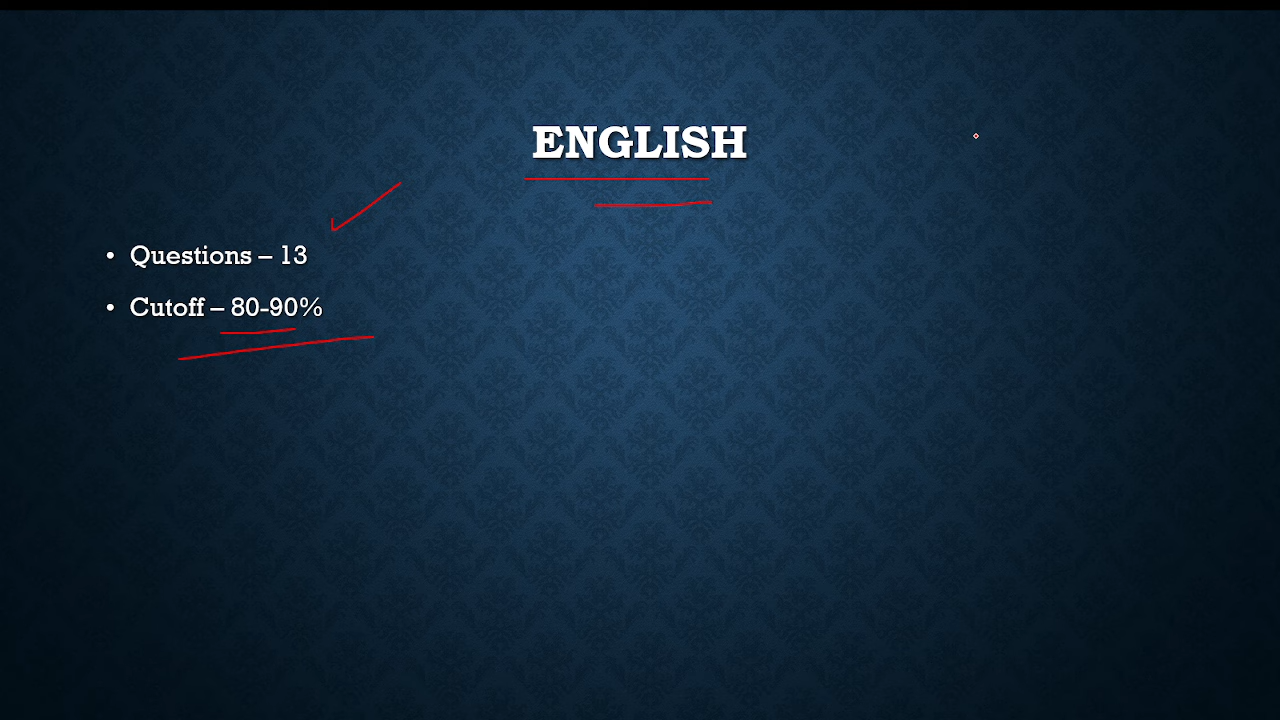 ENGLISH
• Questions – 13
• Cutoff – 80-90%